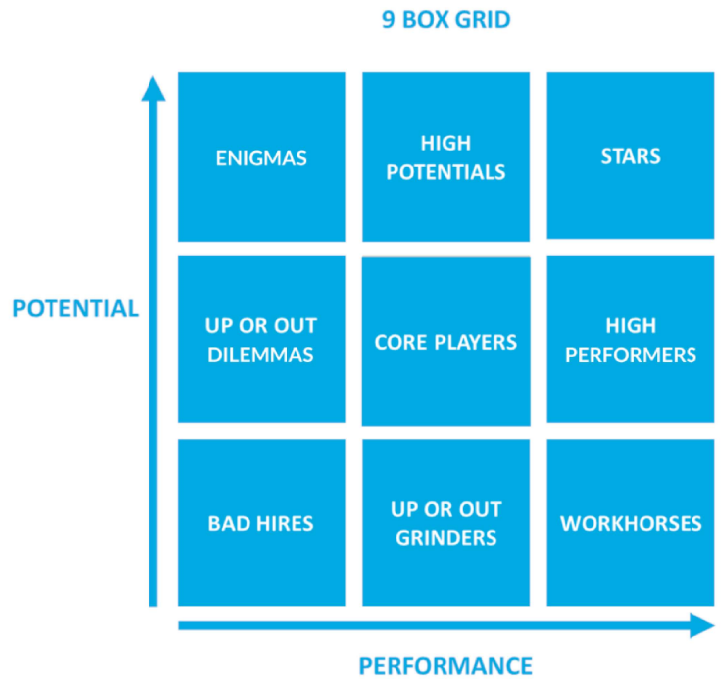 9 BOX GRID
ENIGMAS
HIGH
POTENTIALS
STARS
POTENTIAL
UP OR OUT
DILEMMAS
CORE PLAYERS
HIGH
PERFORMERS
BAD HIRES
UP OR OUT
GRINDERS
WORKHORSES
PERFORMANCE